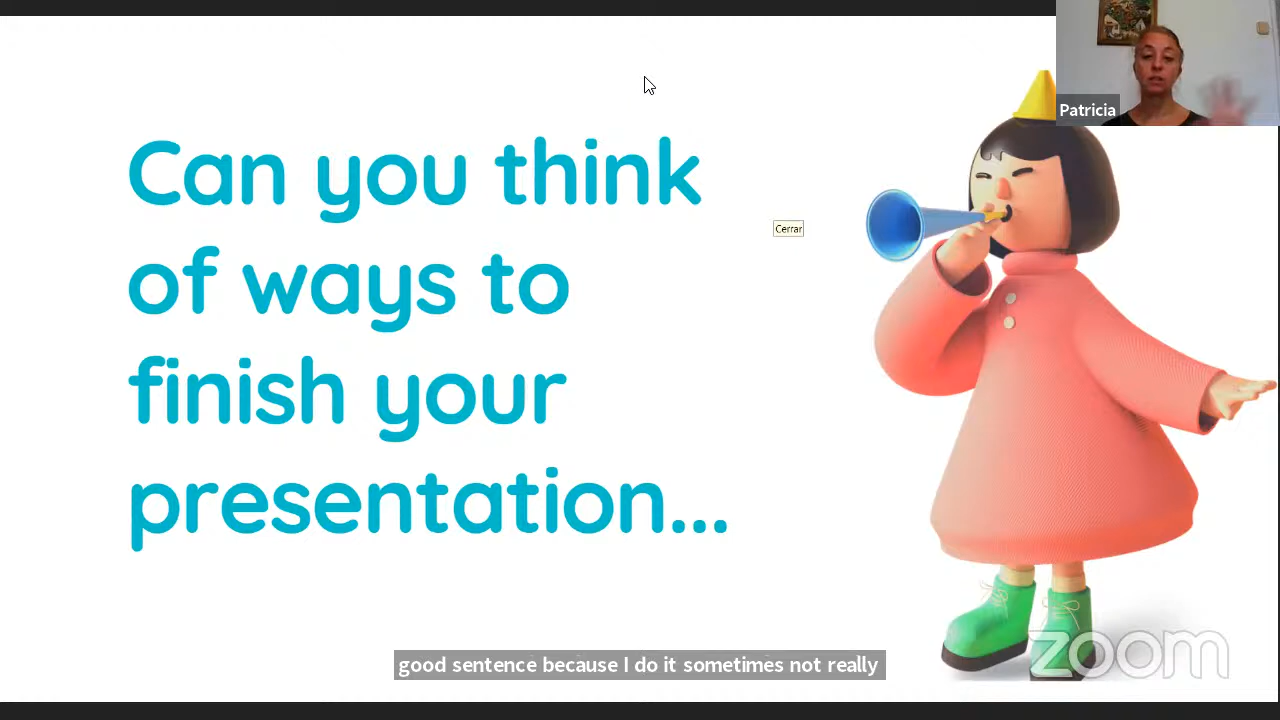 Patricia
Can you think
of ways to
finish your
presentation...
Cerrar
good sentence because I do it sometimes not really
zoom